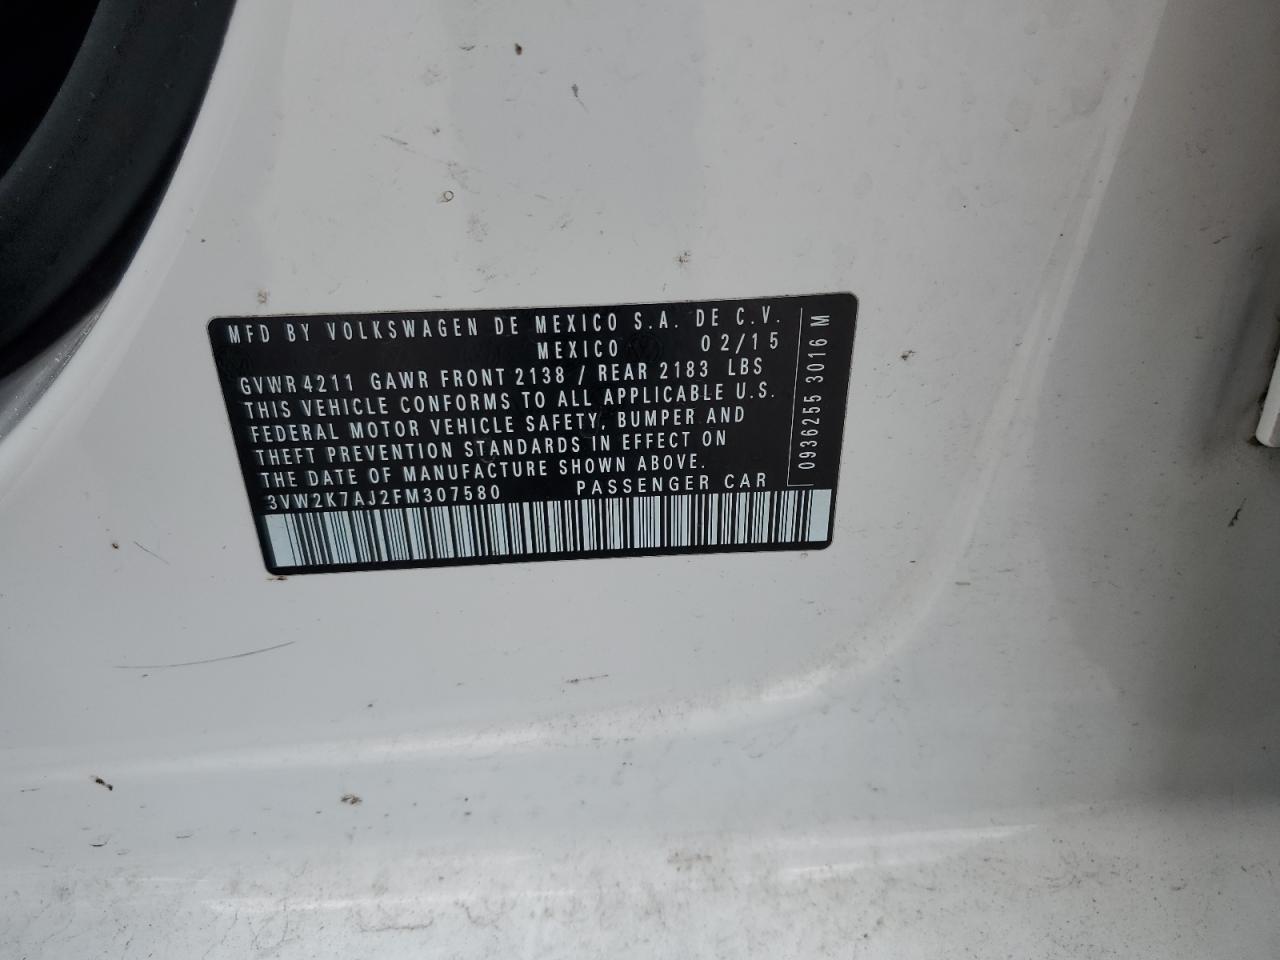 MFD BY VOLKSWAGEN DE MEXICO S.A. DE C.V.
MEXICO 02/15
GVWR 4211 GAWR FRONT 2138 / REAR 2183 LBS
THIS VEHICLE CONFORMS TO ALL APPLICABLE U.S.
FEDERAL MOTOR VEHICLE SAFETY, BUMPER AND
THEFT PREVENTION STANDARDS IN EFFECT ON
THE DATE OF MANUFACTURE SHOWN ABOVE.
3VW2K7AJ2FM307580 PASSENGER CAR
0936255 3016 M